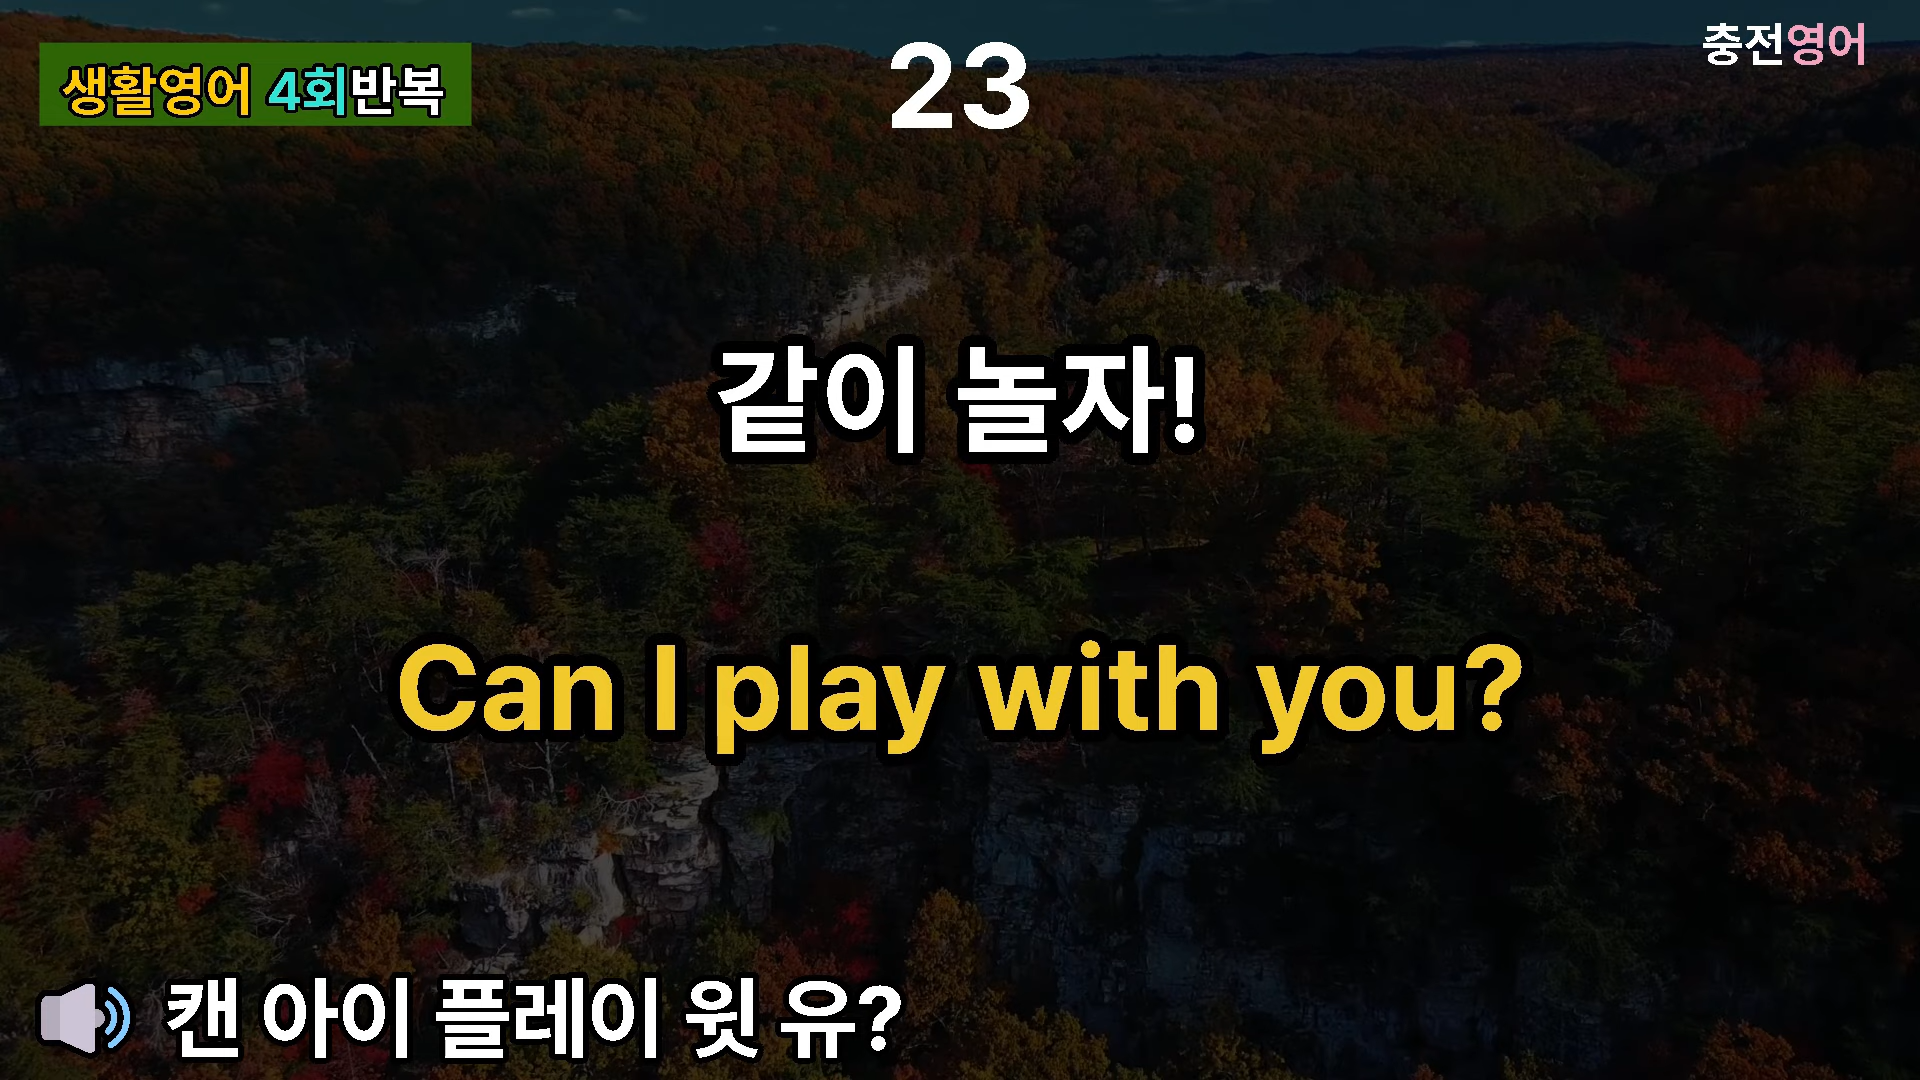 생활영어 4회반복
23
충전영어
같이 놀자!
Can I play with you?
캔 아이 플레이 윗 유?